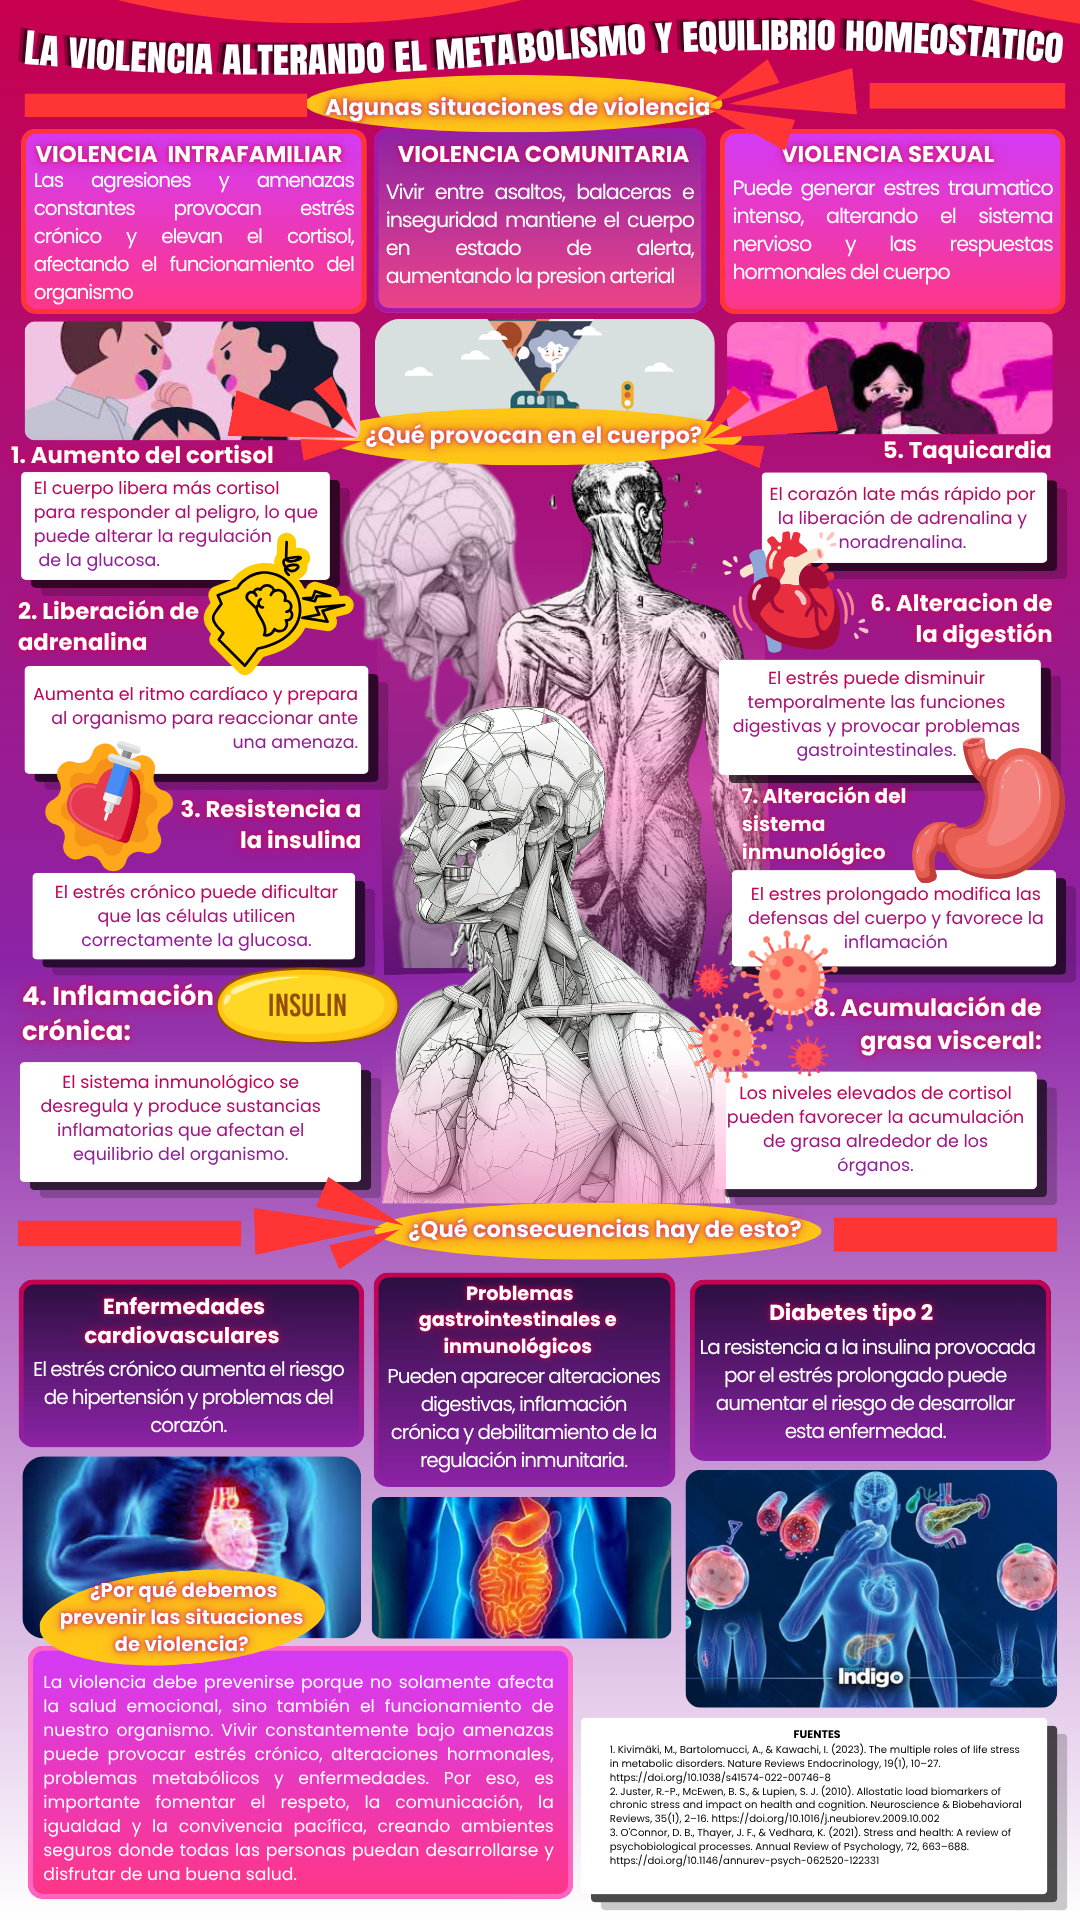 LA VIOLENCIA ALTERANDO EL METABOLISMO Y EQUILIBRIO HOMEOSTATICO
Algunas situaciones de violencia
VIOLENCIA INTRAFAMILIAR
Las agresiones y amenazas
constantes provocan estrés
crónico y elevan el cortisol,
afectando el funcionamiento del
organismo
VIOLENCIA COMUNITARIA
Vivir entre asaltos, balaceras e
inseguridad mantiene el cuerpo
en estado de alerta,
aumentando la presion arterial
VIOLENCIA SEXUAL
Puede generar estres traumatico
intenso, alterando el sistema
nervioso y las respuestas
hormonales del cuerpo
¿Qué provocan en el cuerpo?
1. Aumento del cortisol
El cuerpo libera más cortisol
para responder al peligro, lo que
puede alterar la regulación
de la glucosa.
2. Liberación de
adrenalina
Aumenta el ritmo cardíaco y prepara
al organismo para reaccionar ante
una amenaza.
3. Resistencia a
la insulina
El estrés crónico puede dificultar
que las células utilicen
correctamente la glucosa.
4. Inflamación
crónica:
INSULIN
El sistema inmunológico se
desregula y produce sustancias
inflamatorias que afectan el
equilibrio del organismo.
5. Taquicardia
El corazón late más rápido por
la liberación de adrenalina y
noradrenalina.
6. Alteracion de
la digestión
El estrés puede disminuir
temporalmente las funciones
digestivas y provocar problemas
gastrointestinales.
7. Alteración del
sistema
inmunológico
El estres prolongado modifica las
defensas del cuerpo y favorece la
inflamación
8. Acumulación de
grasa visceral:
Los niveles elevados de cortisol
pueden favorecer la acumulación
de grasa alrededor de los
órganos.
¿Qué consecuencias hay de esto?
Enfermedades
cardiovasculares
El estrés crónico aumenta el riesgo
de hipertensión y problemas del
corazón.
Problemas
gastrointestinales e
inmunológicos
Pueden aparecer alteraciones
digestivas, inflamación
crónica y debilitamiento de la
regulación inmunitaria.
Diabetes tipo 2
La resistencia a la insulina provocada
por el estrés prolongado puede
aumentar el riesgo de desarrollar
esta enfermedad.
Indigo
¿Por qué debemos
prevenir las situaciones
de violencia?
La violencia debe prevenirse porque no solamente afecta
la salud emocional, sino también el funcionamiento de
nuestro organismo. Vivir constantemente bajo amenazas
puede provocar estrés crónico, alteraciones hormonales,
problemas metabólicos y enfermedades. Por eso, es
importante fomentar el respeto, la comunicación, la
igualdad y la convivencia pacífica, creando ambientes
seguros donde todas las personas puedan desarrollarse y
disfrutar de una buena salud.
FUENTES
1. Kivimäki, M., Bartolomucci, A., & Kawachi, I. (2023). The multiple roles of life stress
in metabolic disorders. Nature Reviews Endocrinology, 19(1), 10–27.
https://doi.org/10.1038/s41574-022-00746-8
2. Juster, R.-P., McEwen, B. S., & Lupien, S. J. (2010). Allostatic load biomarkers of
chronic stress and impact on health and cognition. Neuroscience & Biobehavioral
Reviews, 35(1), 2–16. https://doi.org/10.1016/j.neubiorev.2009.10.002
3. O'Connor, D. B., Thayer, J. F., & Vedhara, K. (2021). Stress and health: A review of
psychobiological processes. Annual Review of Psychology, 72, 663–688.
https://doi.org/10.1146/annurev-psych-062520-122331